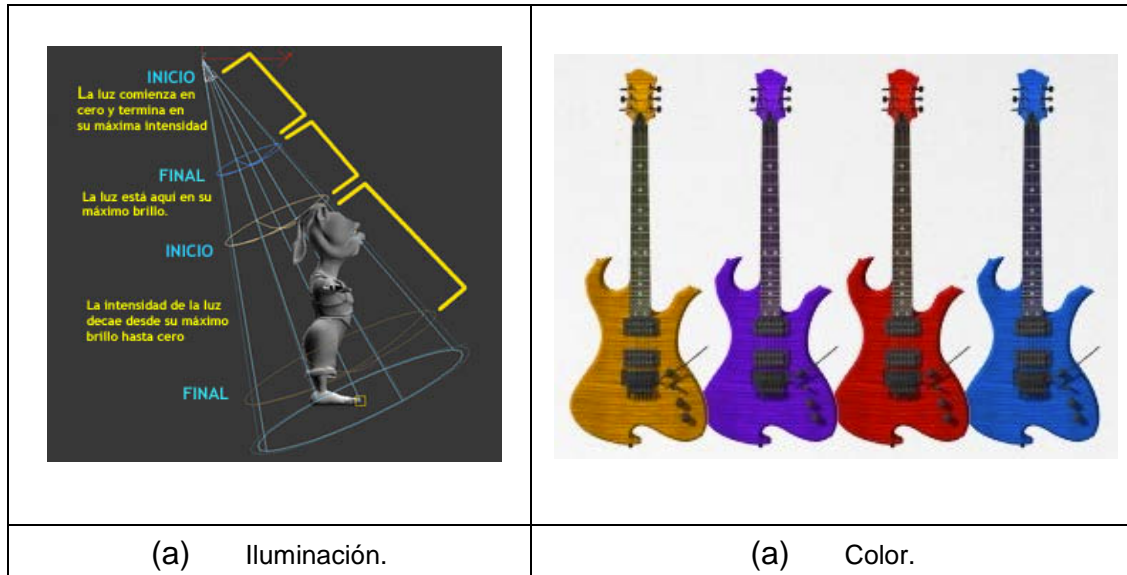 INICIO
La luz comienza en
cero y termina en
su máxima intensidad
FINAL
La luz está aquí en su
máximo brillo.
INICIO
La intensidad de la luz
decae desde su máximo
brillo hasta cero
FINAL
(a) Iluminación.
(a) Color.